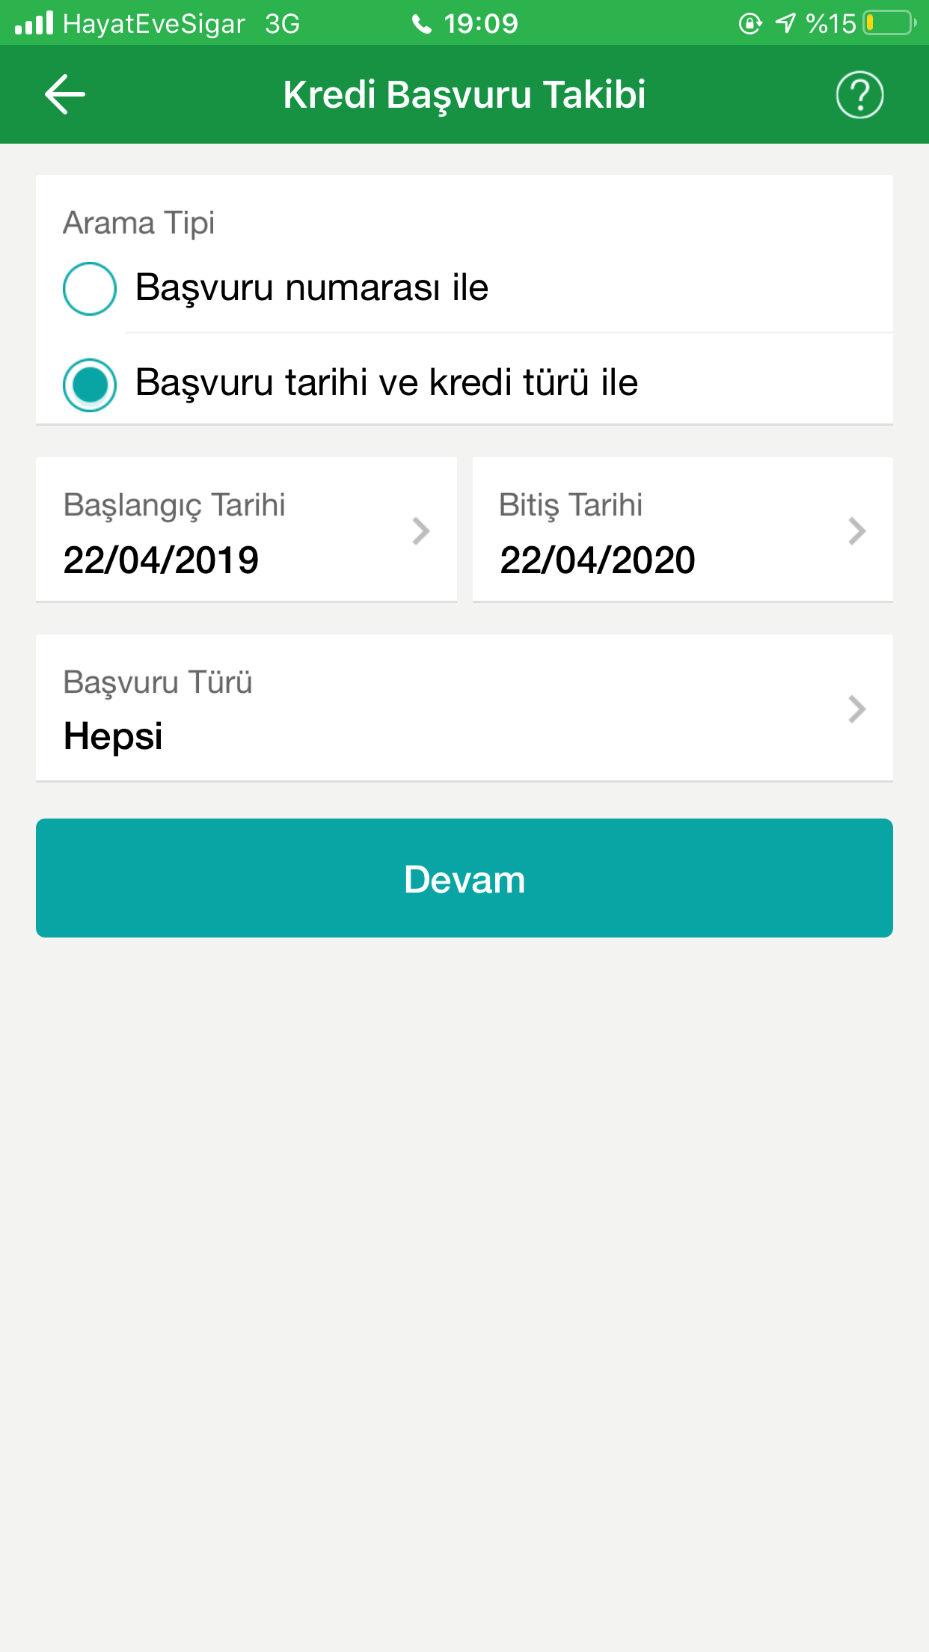 HayatEveSigar 3G 19:09 %15
Kredi Başvuru Takibi ?
Arama Tipi
Başvuru numarası ile
Başvuru tarihi ve kredi türü ile
Başlangıç Tarihi
22/04/2019
Bitiş Tarihi
22/04/2020
Başvuru Türü
Hepsi
Devam